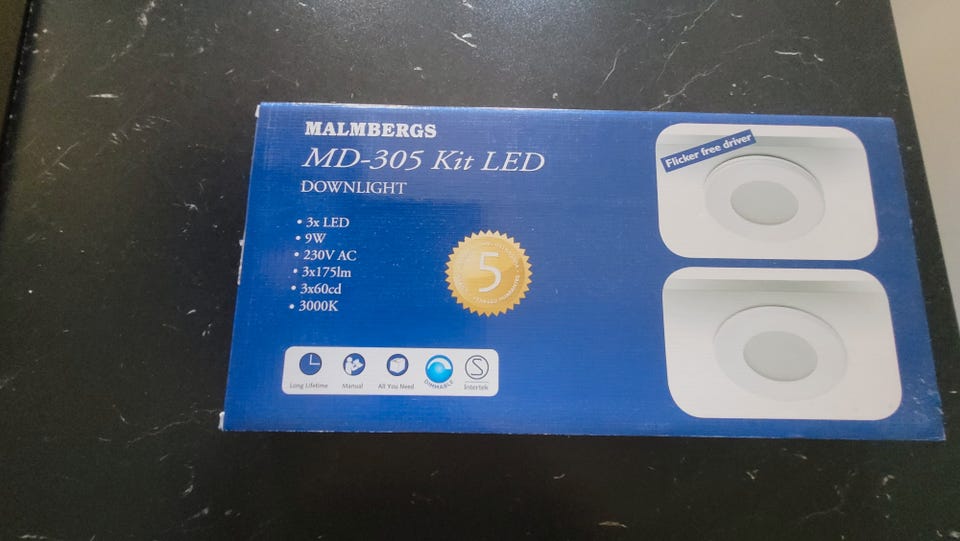 MALMBERGS
MD-305 Kit LED
DOWNLIGHT
• 3x LED
• 9W
• 230V AC
• 3x175lm
• 3x60cd
• 3000K
5
Long Lifetime
Manual
All You Need
DIMMABLE
S
Intertek
Flicker free driver